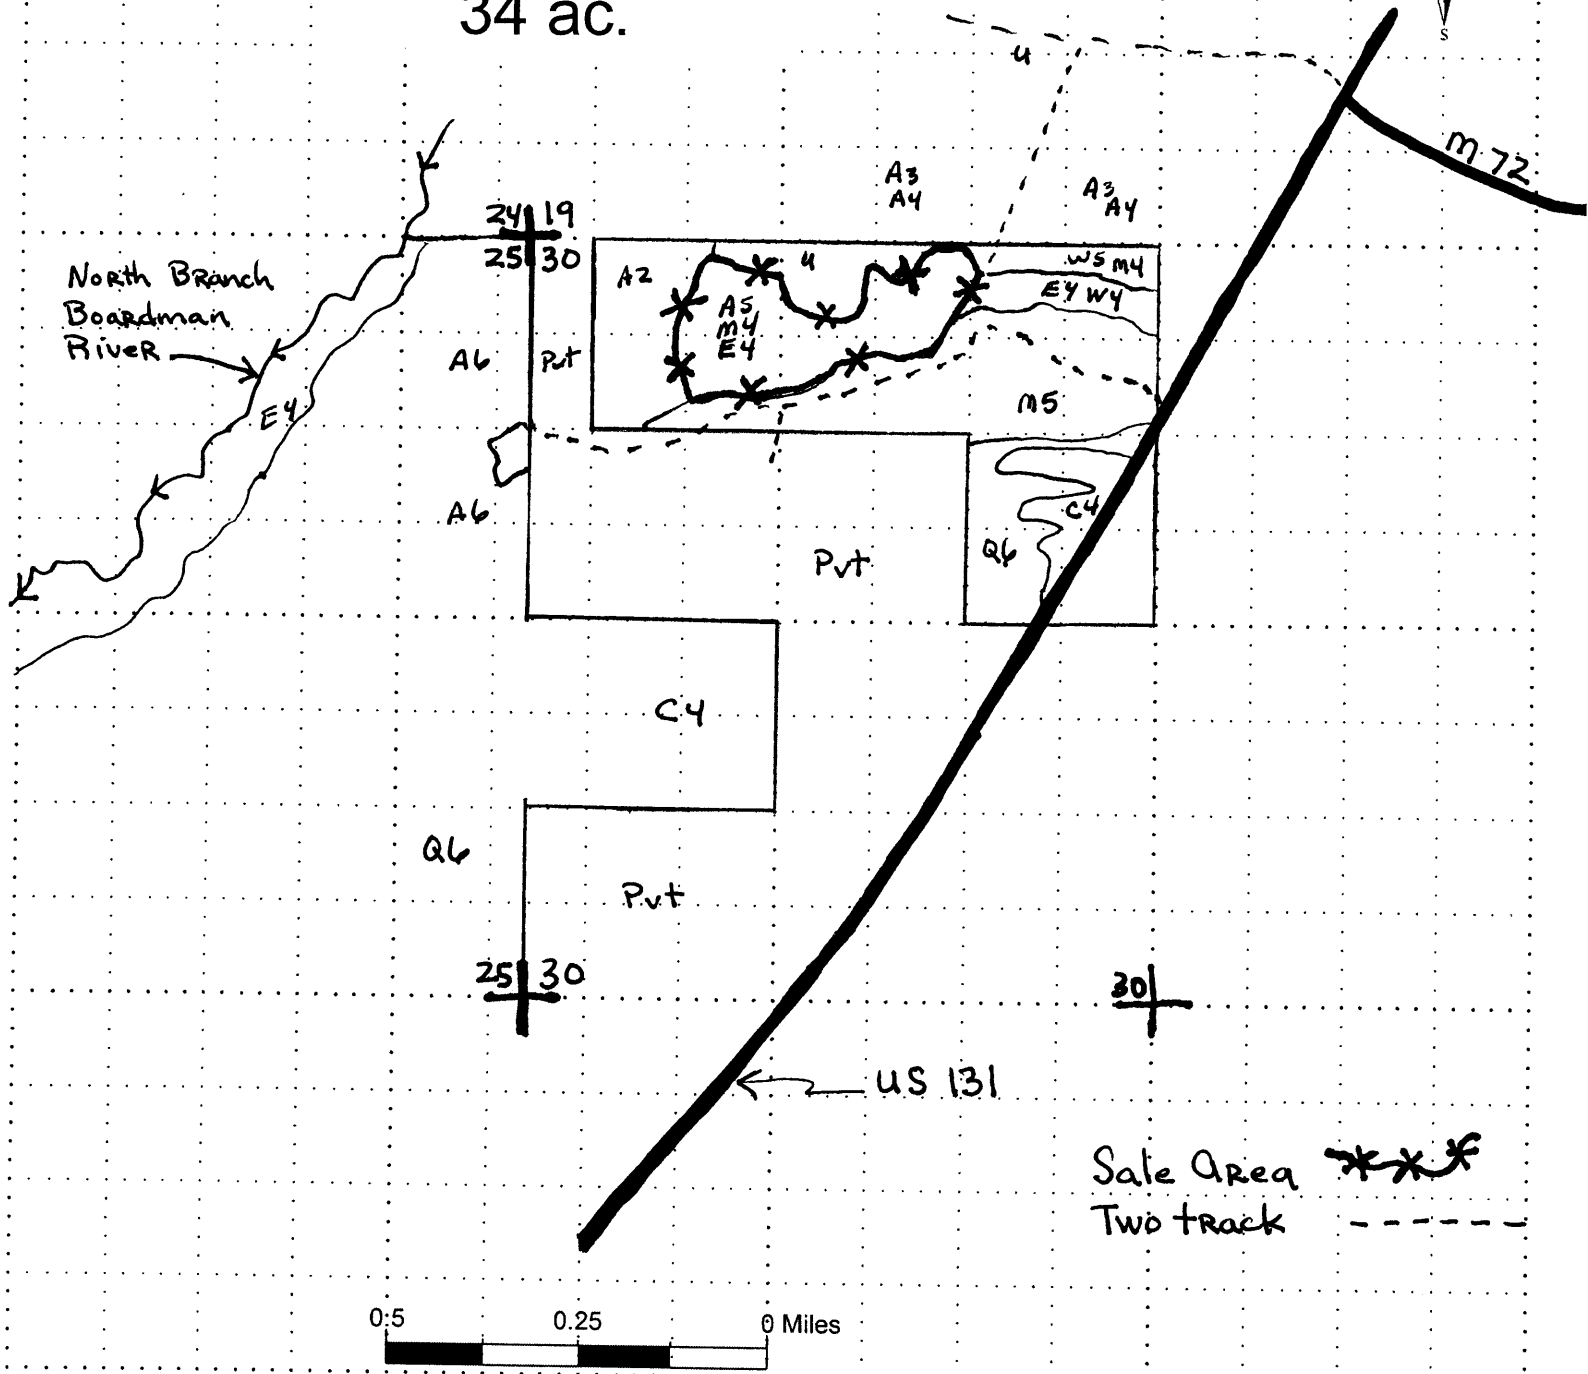 34 ac.
S
u
M 72
A3
A4
A3
A4
24 19
25 30
North Branch
Boardman
River
A2
u
W5 M4
E4 W4
A5
M4
E4
A6
Pvt
E4
M5
A6
C4
Q6
Pvt
C4
Q6
Pvt
25 30
30
US 131
Sale Area
Two track
0.5 0.25 0 Miles